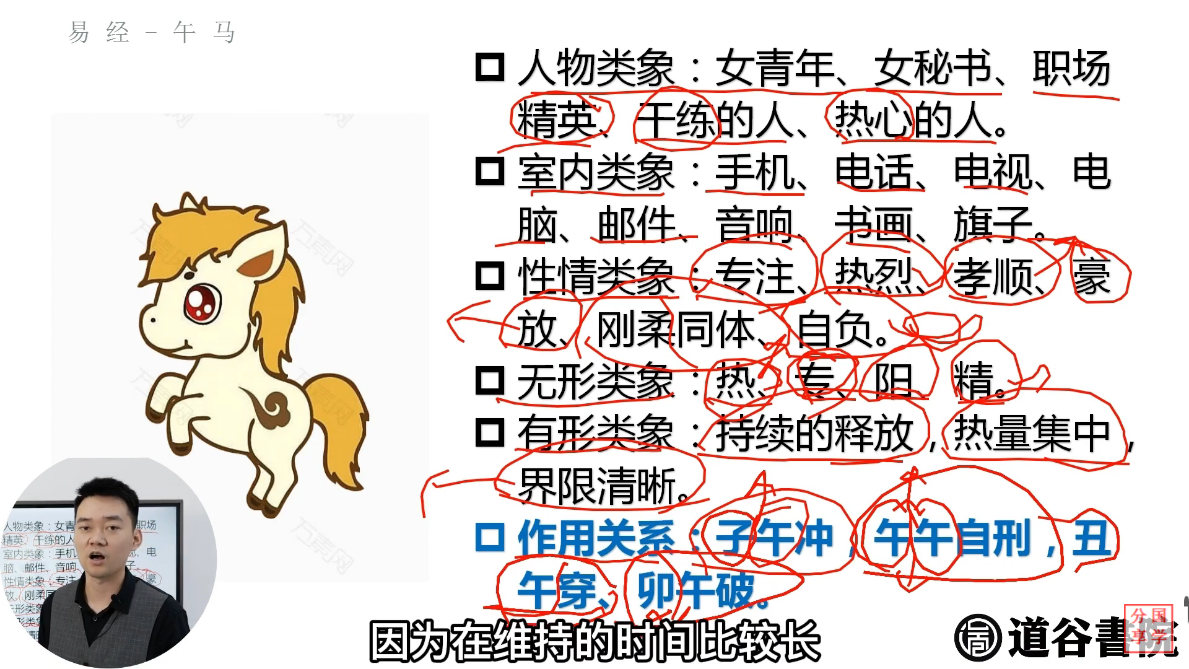 易经-午马
人物类象：女青年、女秘书、职场
精英、干练的人、热心的人。
室内类象：手机、电话、电视、电
脑、邮件、音响、书画、旗子。
性情类象：专注、热烈、孝顺、豪
放、刚柔同体、自负。
无形类象：热、专、阳、精。
有形类象：持续的释放，热量集中，
界限清晰。
作用关系：子午冲，午午自刑，丑
午穿、卯午破。
因为在维持的时间比较长
道谷書院
国学
分享